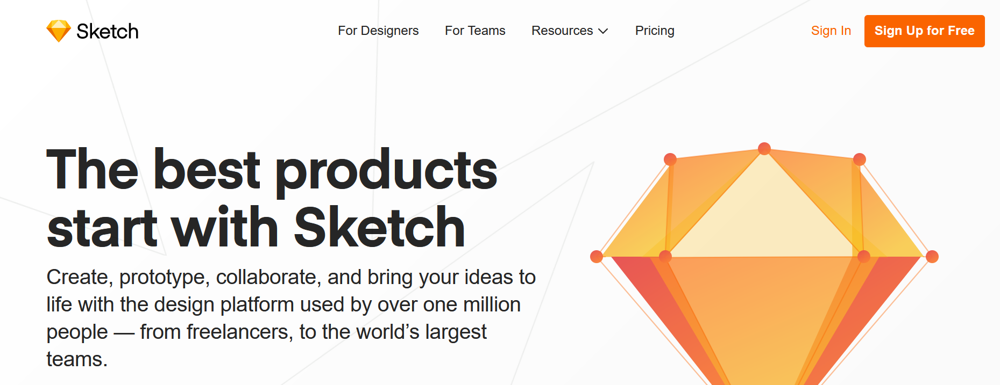 Sketch
For Designers
For Teams
Resources
Pricing
Sign In
Sign Up for Free
The best products
start with Sketch
Create, prototype, collaborate, and bring your ideas to
life with the design platform used by over one million
people — from freelancers, to the world’s largest
teams.